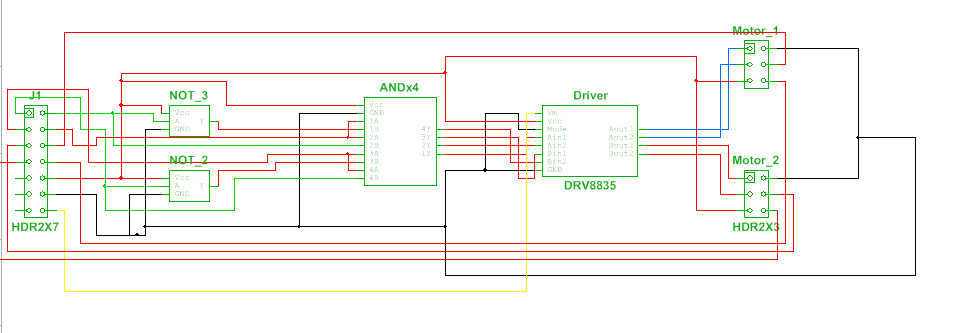 Motor_1
J1
NOT_3
Vcc
A
GND
Y
ANDx4
Vcc
GND
1A
1B
2A
2B
3A
3B
4A
4B
4Y
3Y
2Y
1Y
Driver
Vm
Vcc
Mode
Ain1
Ain2
Bin1
Bin2
GND
Aout1
Aout2
Bout1
Bout2
DRV8835
NOT_2
Vcc
A
GND
Y
Motor_2
HDR2X7
HDR2X3